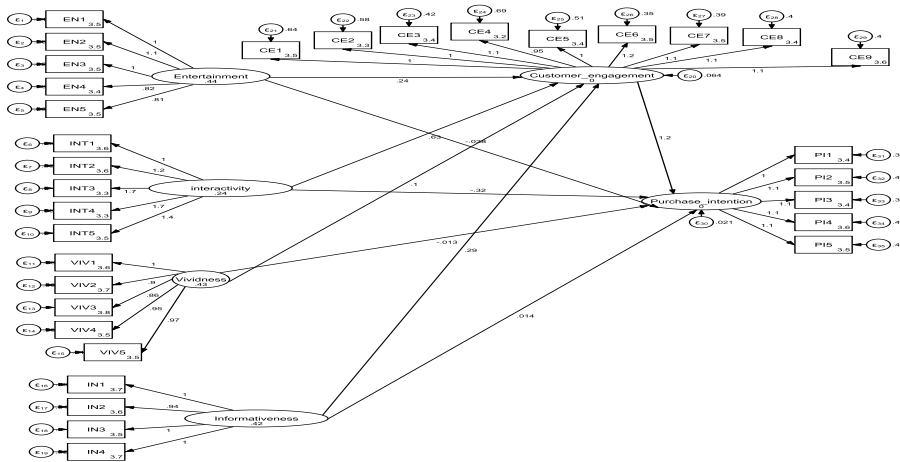 ε1 EN1 3.5 1
ε2 EN2 3.5 1.1
ε3 EN3 3.5 1
ε4 EN4 3.4 .82
ε5 EN5 3.5 .81
Entertainment
.44
.24
-.028
ε6 INT1 3.6 1
ε7 INT2 3.6 1.2
ε8 INT3 3.3 1.7
ε9 INT4 3.3 1.7
ε10 INT5 3.5 1.4
interactivity
.24
.63
-.32
ε11 VIV1 3.6 1
ε12 VIV2 3.7 .9
ε13 VIV3 3.8 .86
ε14 VIV4 3.5 .95
ε15 VIV5 3.5 .97
Vividness
.43
.1
-.013
ε16 IN1 3.7 1
ε17 IN2 3.6 .94
ε18 IN3 3.5 1
ε19 IN4 3.7 1
Informativeness
.42
.29
.014
ε21 .64 CE1 3.5 1
ε22 .58 CE2 3.3 1
ε23 .42 CE3 3.4 1.1
ε24 .69 CE4 3.2 1.1
ε25 .51 CE5 3.4 .95
ε26 .35 CE6 3.5 1.2
ε27 .39 CE7 3.5 1.1
ε28 .4 CE8 3.4 1.1
ε29 .4 CE9 3.6 1.1
Customer_engagement
0
ε20 .064
1.2
PI1 3.4 ε31 .3 1
PI2 3.5 ε32 .4 1.1
PI3 3.4 ε33 .3 1.1
PI4 3.6 ε34 .4 1.1
PI5 3.5 ε35 .4 1.1
Purchase_intention
0
ε30 .021